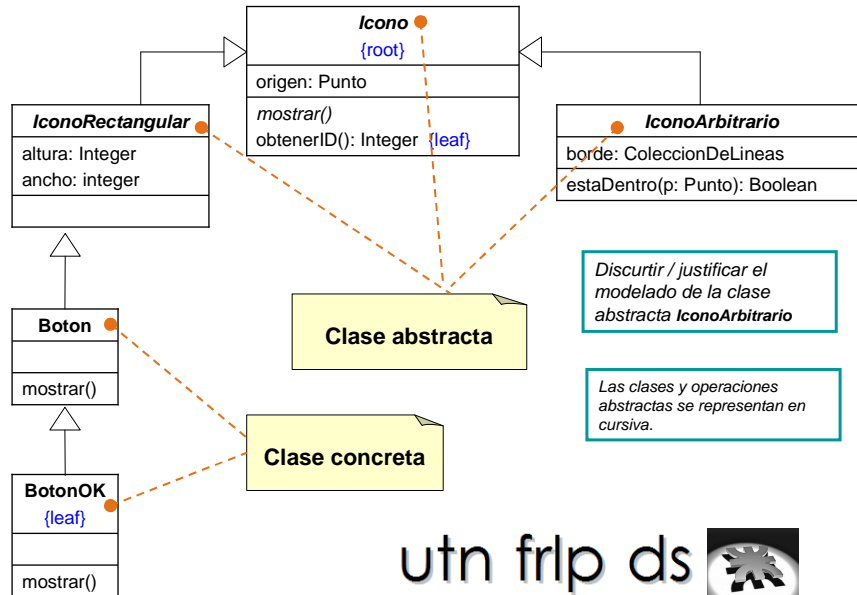 Icono
{root}
origen: Punto
mostrar()
obtenerID(): Integer {leaf}
IconoRectangular
altura: Integer
ancho: integer
IconoArbitrario
borde: ColeccionDeLineas
estaDentro(p: Punto): Boolean
Boton
mostrar()
BotonOK
{leaf}
mostrar()
Clase abstracta
Clase concreta
Discurtir / justificar el
modelado de la clase
abstracta IconoArbitrario
Las clases y operaciones
abstractas se representan en
cursiva.
utn frlp ds